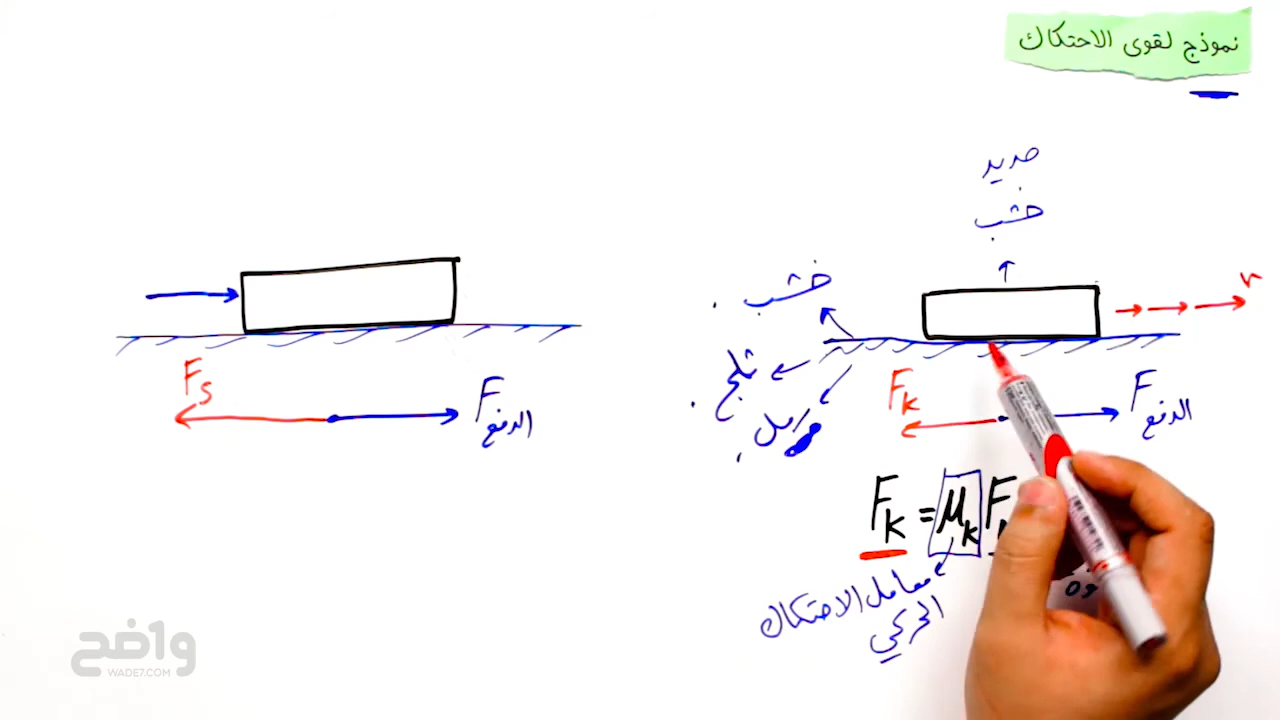 نموذج لقوى الاحتكاك
حديد
خشب
خشب
ثلج
رمل
v
Fk
F
الدفع
Fs
F
الدفع
Fk = μk F
معامل الاحتكاك
الحركي
واضح
WADE7.COM